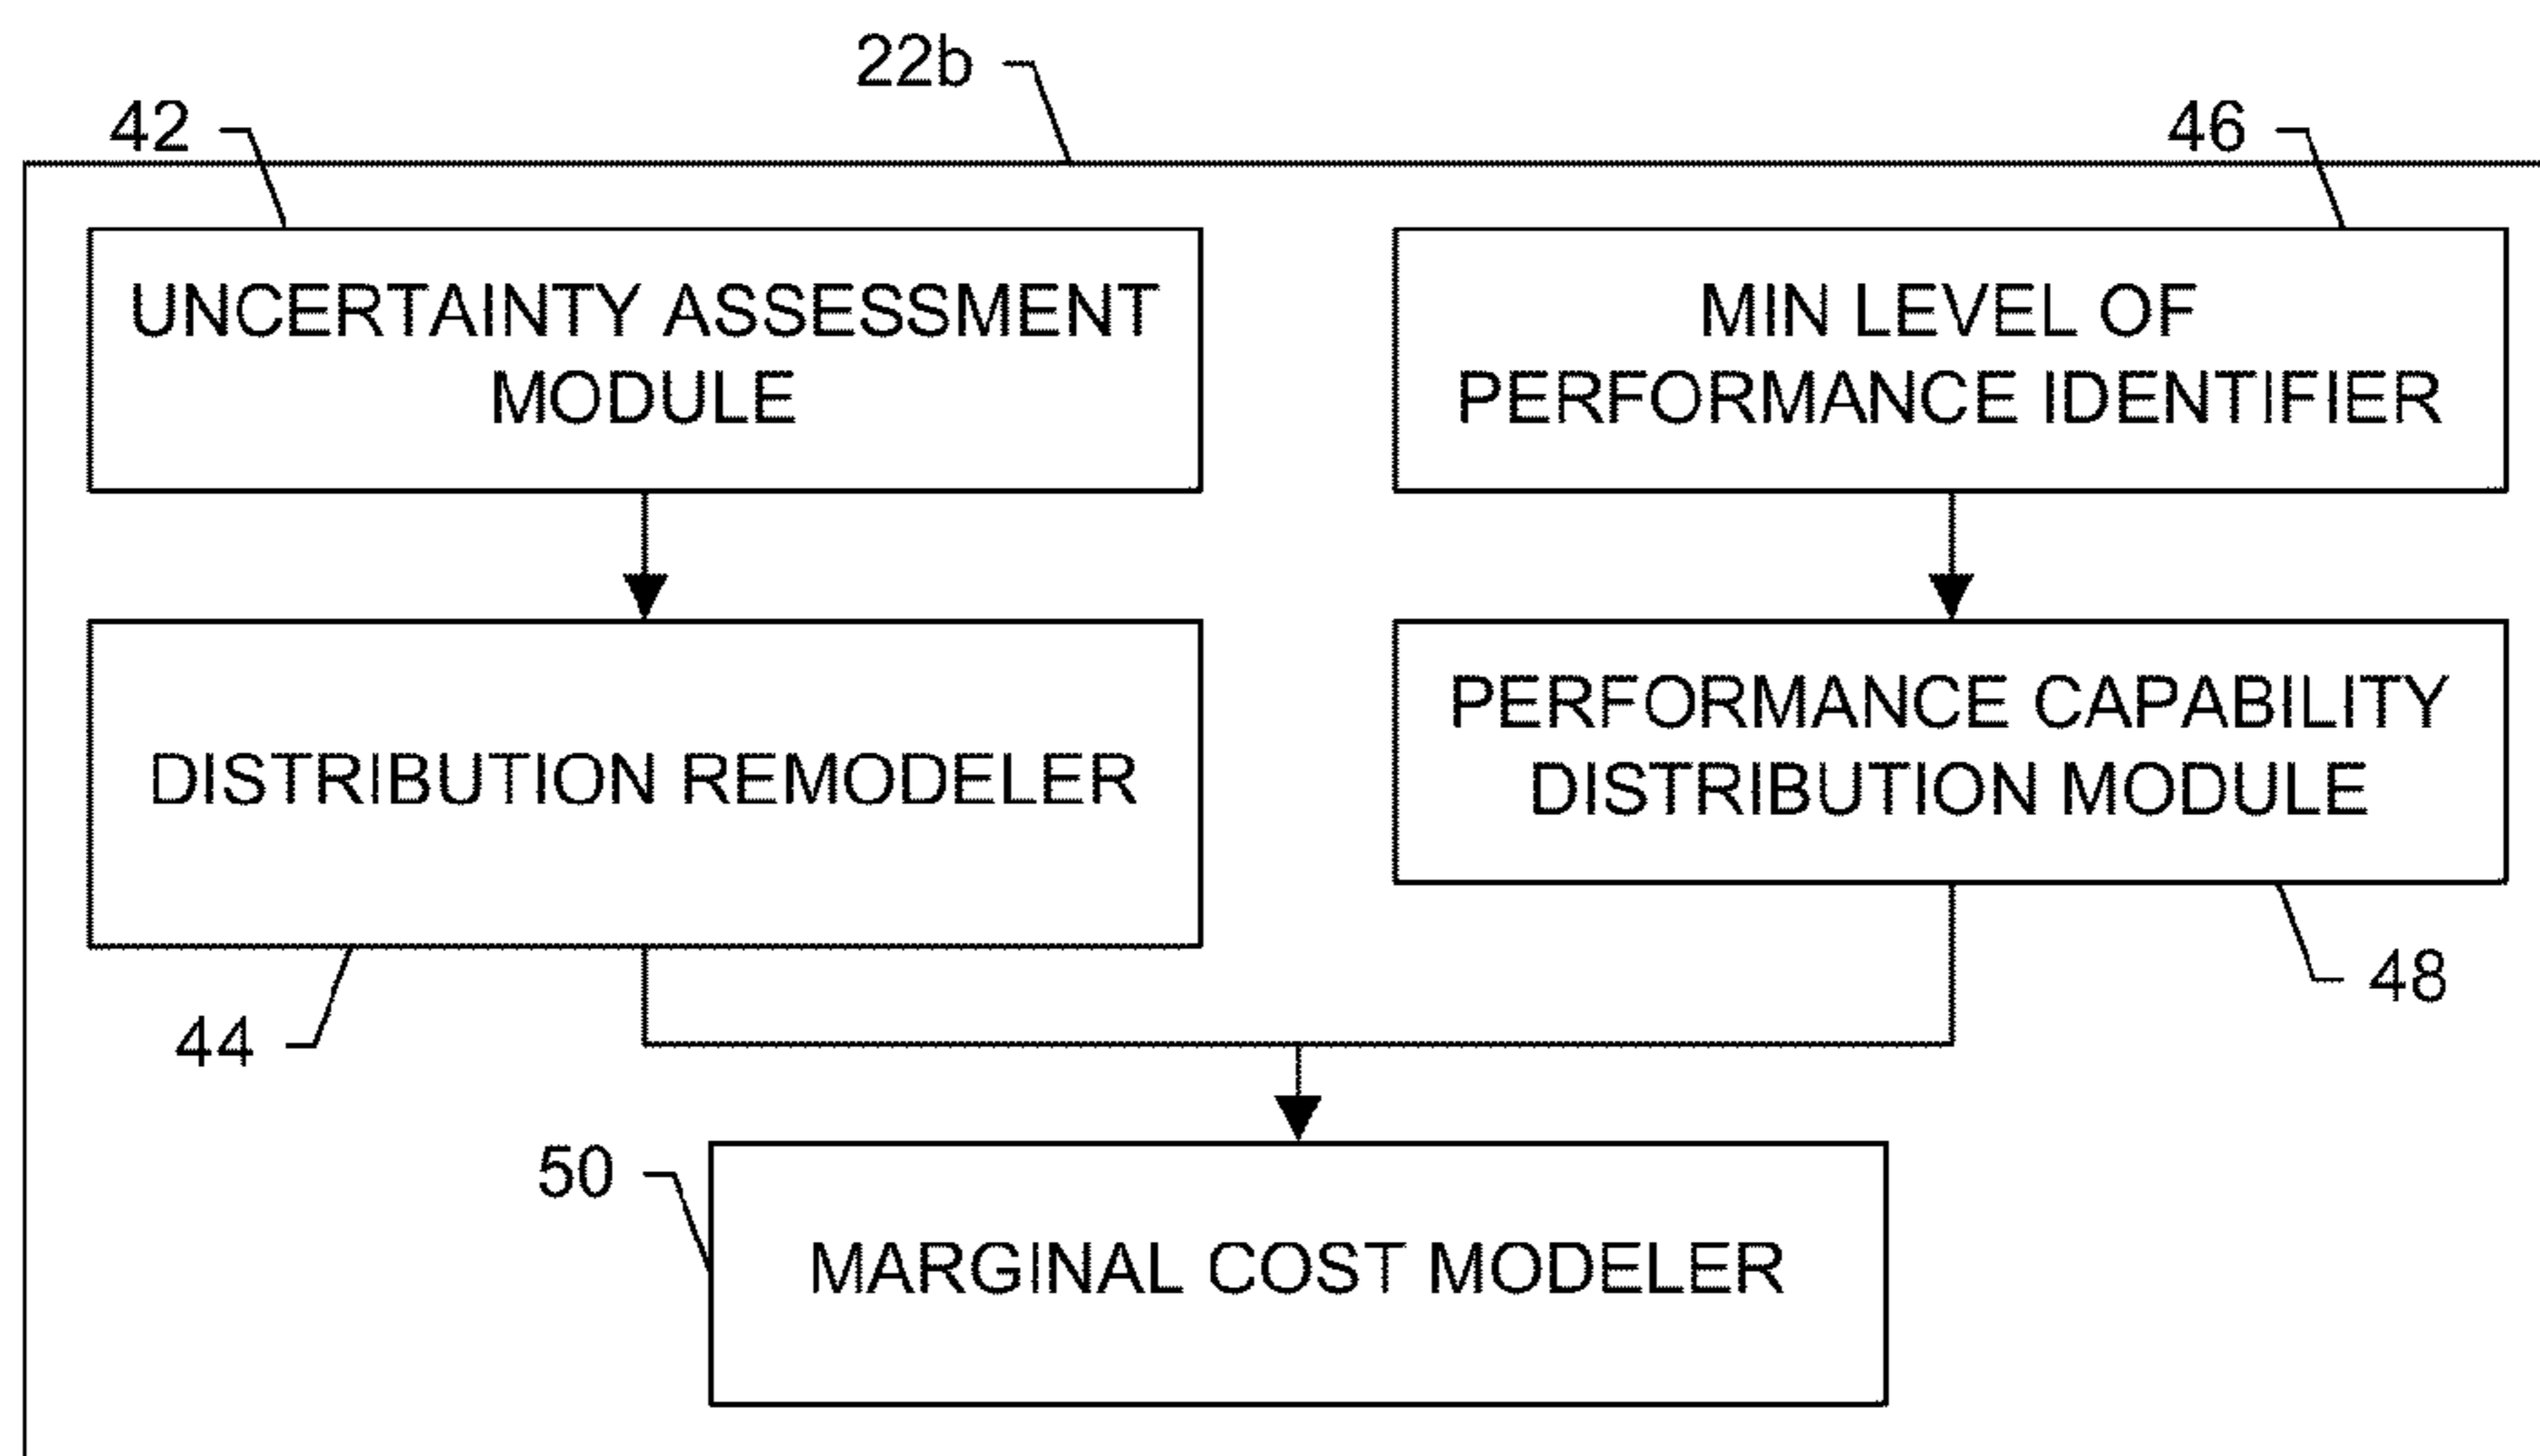 22b
42
46
UNCERTAINTY ASSESSMENT
MODULE
MIN LEVEL OF
PERFORMANCE IDENTIFIER
DISTRIBUTION REMODELER
PERFORMANCE CAPABILITY
DISTRIBUTION MODULE
44
48
50
MARGINAL COST MODELER